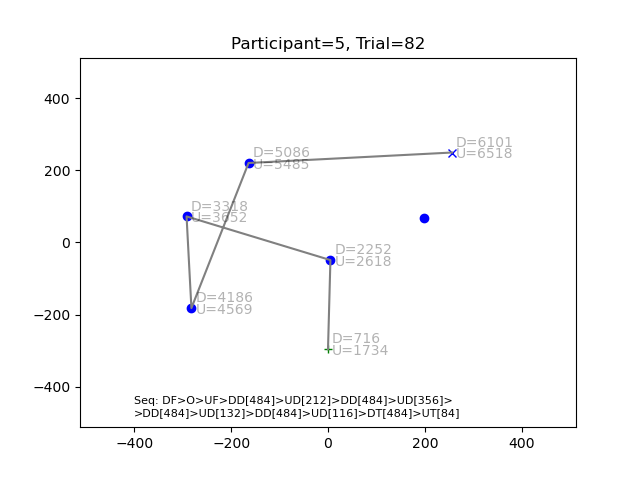 Participant=5, Trial=82
400
200
0
−200
−400
−400
−200
0
200
400
D=6101
U=6518
D=5086
U=5485
D=3318
U=3652
D=2252
U=2618
D=4186
U=4569
D=716
U=1734
Seq: DF>O>UF>DD[484]>UD[212]>DD[484]>UD[356]>
>DD[484]>UD[132]>DD[484]>UD[116]>DT[484]>UT[84]